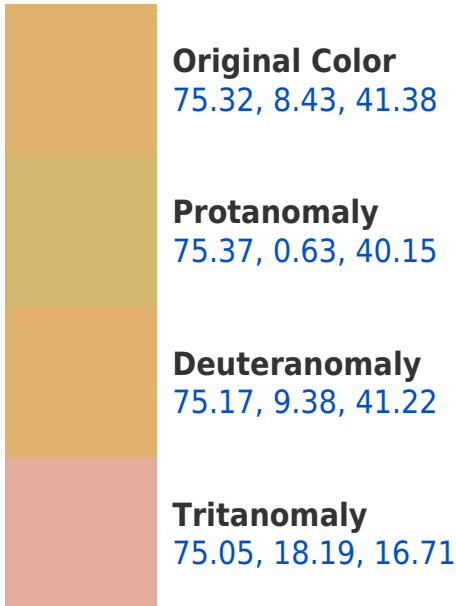 Original Color
75.32, 8.43, 41.38
Protanomaly
75.37, 0.63, 40.15
Deuteranomaly
75.17, 9.38, 41.22
Tritanomaly
75.05, 18.19, 16.71